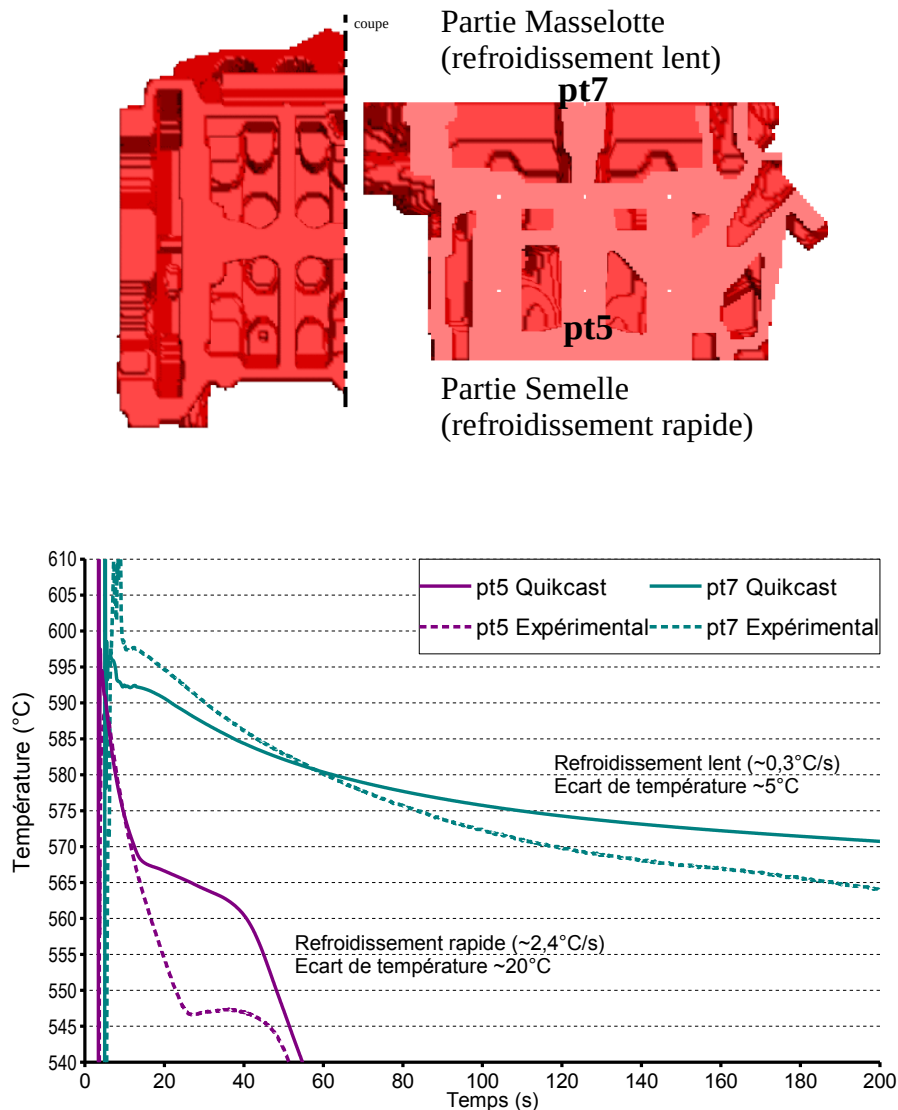 coupe
Partie Masselotte
(refroidissement lent)
pt7
pt5
Partie Semelle
(refroidissement rapide)
610
605
600
595
590
585
580
575
570
565
560
555
550
545
540
Température (°C)
pt5 Quikcast
pt7 Quikcast
pt5 Expérimental
pt7 Expérimental
Refroidissement lent (~0,3°C/s)
Ecart de température ~5°C
Refroidissement rapide (~2,4°C/s)
Ecart de température ~20°C
0 20 40 60 80 100 120 140 160 180 200
Temps (s)